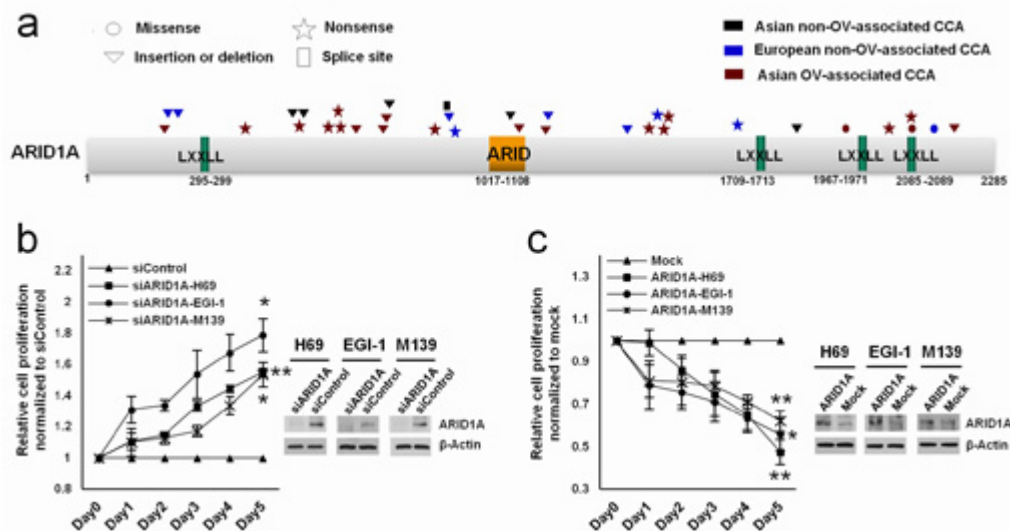 a
Missense
Nonsense
Insertion or deletion
Splice site
Asian non-OV-associated CCA
European non-OV-associated CCA
Asian OV-associated CCA
ARID1A
LXXLL
ARID
LXXLL
LXXLL
LXXLL
1
295-299
1017-1108
1709-1713
1967-1971
2085-2089
2285
b
Relative cell proliferation
normalized to siControl
2.2
2
1.8
1.6
1.4
1.2
1
0.8
siControl
siARID1A-H69
siARID1A-EGI-1
siARID1A-M139
*
**
*
Day0
Day1
Day2
Day3
Day4
Day5
H69
EGI-1
M139
siARID1A
siControl
siARID1A
siControl
siARID1A
siControl
ARID1A
β-Actin
c
Relative cell proliferation
normalized to mock
1.3
1.1
0.9
0.7
0.5
0.3
Mock
ARID1A-H69
ARID1A-EGI-1
ARID1A-M139
**
*
**
Day0
Day1
Day2
Day3
Day4
Day5
H69
EGI-1
M139
ARID1A
Mock
ARID1A
Mock
ARID1A
Mock
ARID1A
β-Actin